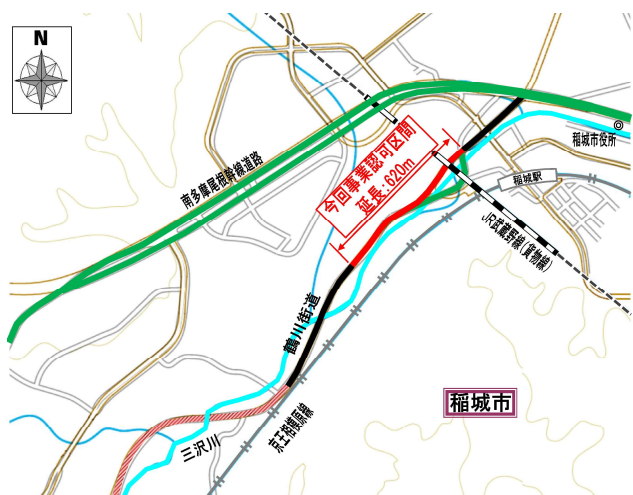 N
稲城市役所
今回事業認可区間
延長:620m
南多摩尾根幹線道路
稲城駅
JR武蔵野線(貨物線)
鶴川街道
稲城市
京王相模原線
三沢川